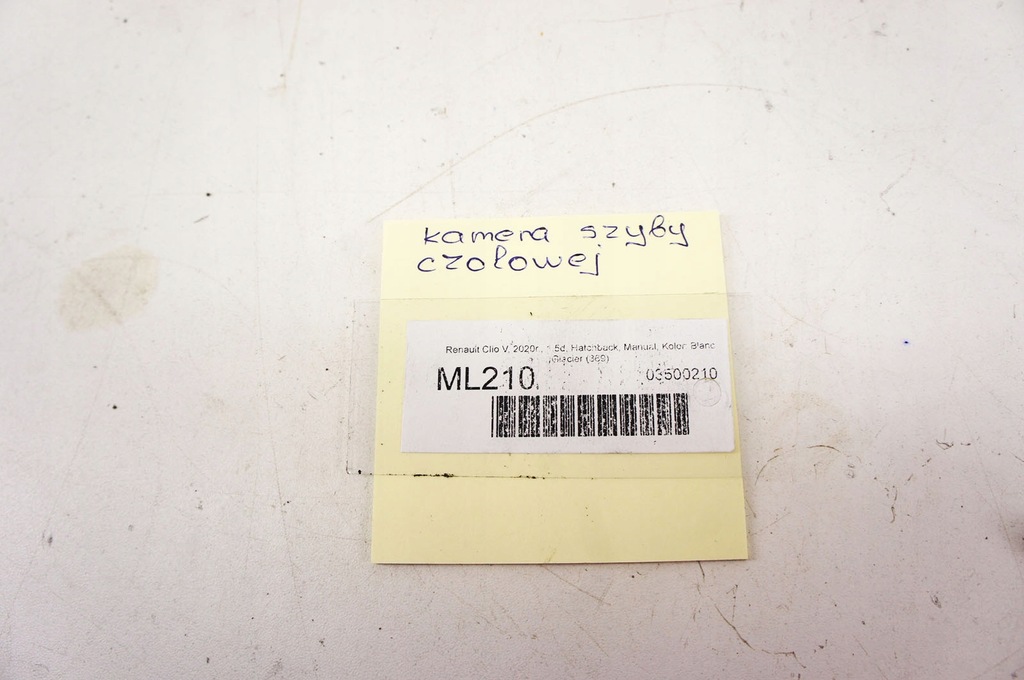 kamera szyby
czołowej
Renault Clio V, 2020r., 1.5d, Hatchback, Manual, Kolor: Blanc
Glacier (369)
ML210 03500210